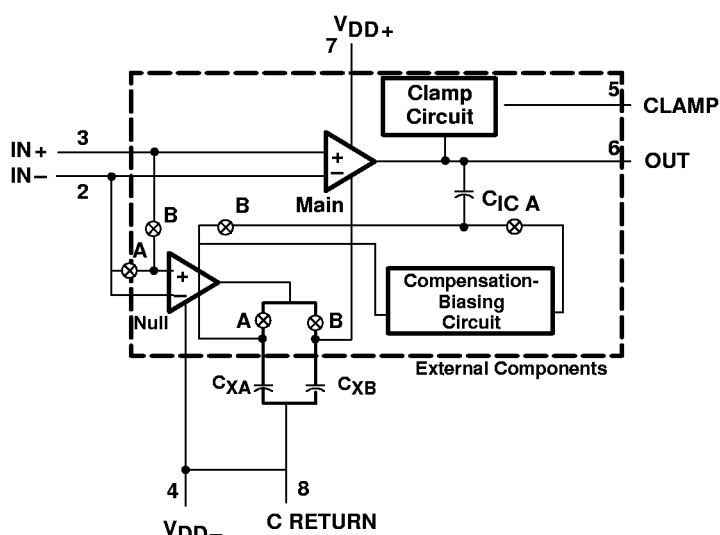 VDD+
7
Clamp
Circuit
5
CLAMP
3
IN+
6
OUT
IN−
2
+
−
Main
CIC A
B
B
A
+
−
Null
Compensation-
Biasing
Circuit
A
B
External Components
CXA
CXB
4
8
VDD−
C RETURN